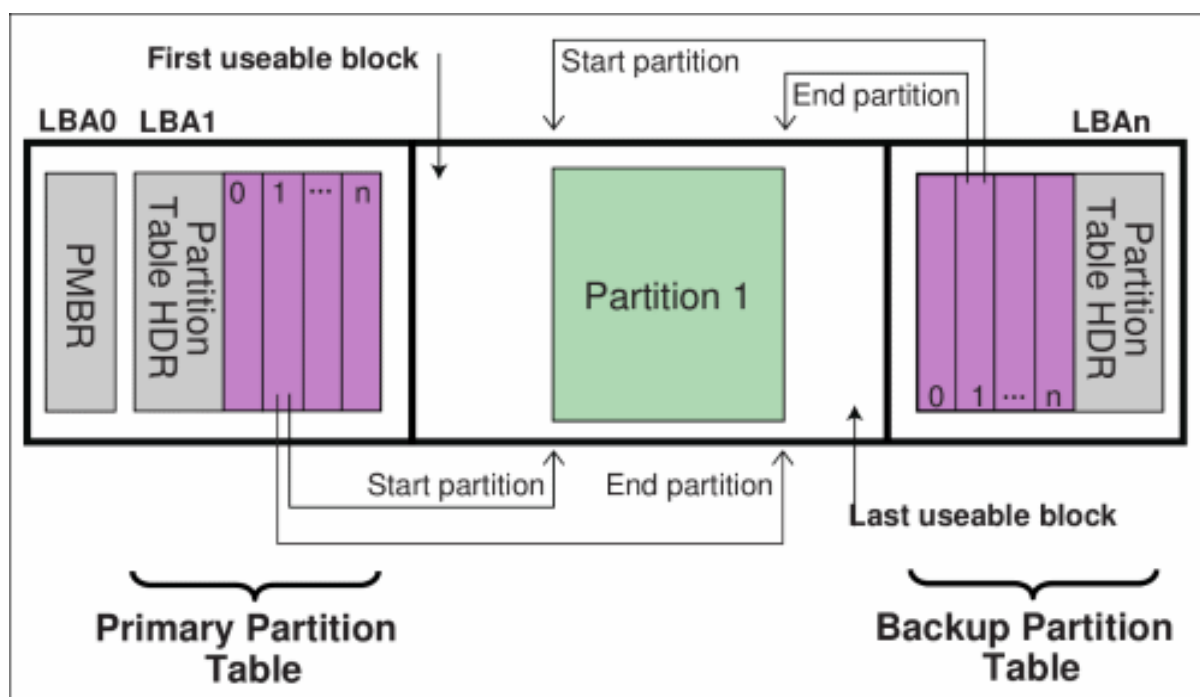 First useable block
Start partition
End partition
LBA0
LBA1
LBAn
PMBR
Partition
Table HDR
0
1
...
n
Partition 1
0
1
...
n
Partition
Table HDR
Start partition
End partition
Last useable block
Primary Partition
Table
Backup Partition
Table